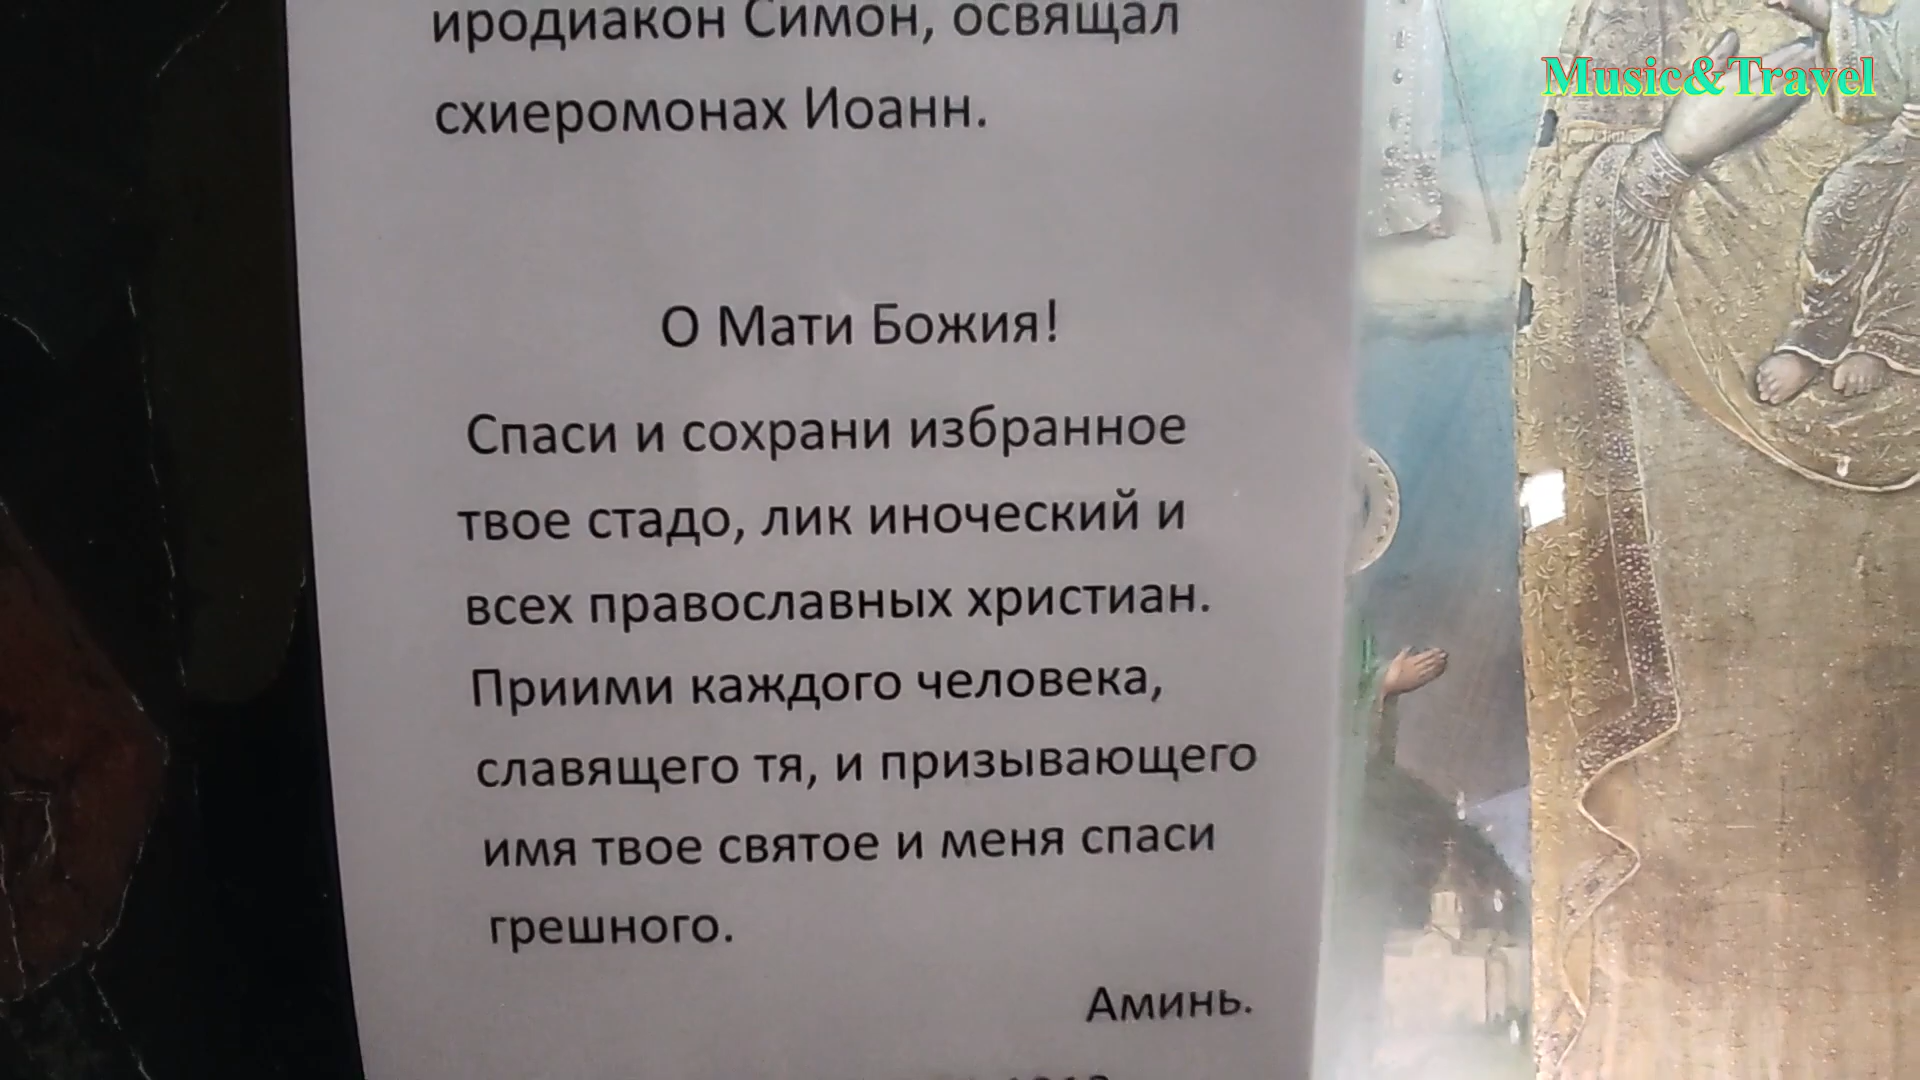 иродиакон Симон, освящал
схиеромонах Иоанн.
О Мати Божия!
Спаси и сохрани избранное
твое стадо, лик иноческий и
всех православных христиан.
Приими каждого человека,
славящего тя, и призывающего
имя твое святое и меня спаси
грешного.
Аминь.
Music&Travel